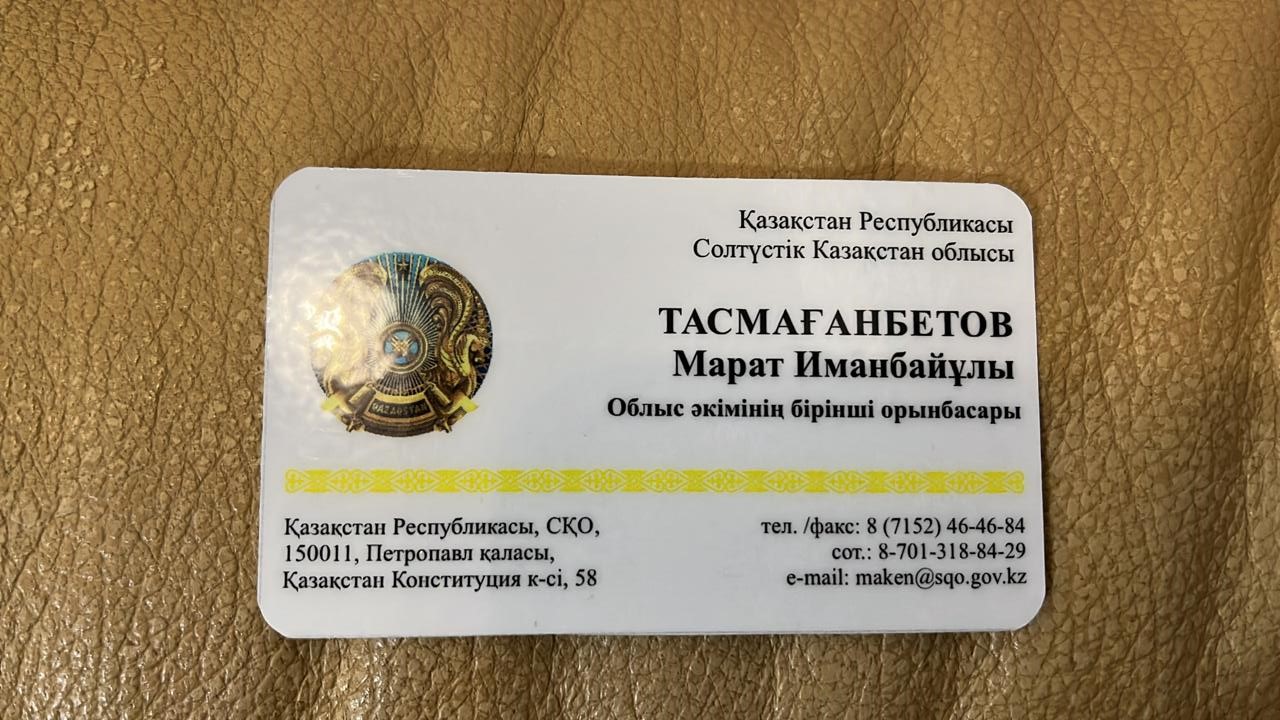 Қазақстан Республикасы
Солтүстік Казақстан облысы
ТАСМАҒАНБЕТОВ
Марат Иманбайұлы
Облыс әкімінің бірінші орынбасары
QAZAQSTAN
Қазақстан Республикасы, СҚО,
150011, Петропавл қаласы,
Қазақстан Конституция к-сі, 58
тел. /факс: 8 (7152) 46-46-84
сот.: 8-701-318-84-29
e-mail: maken@sqo.gov.kz